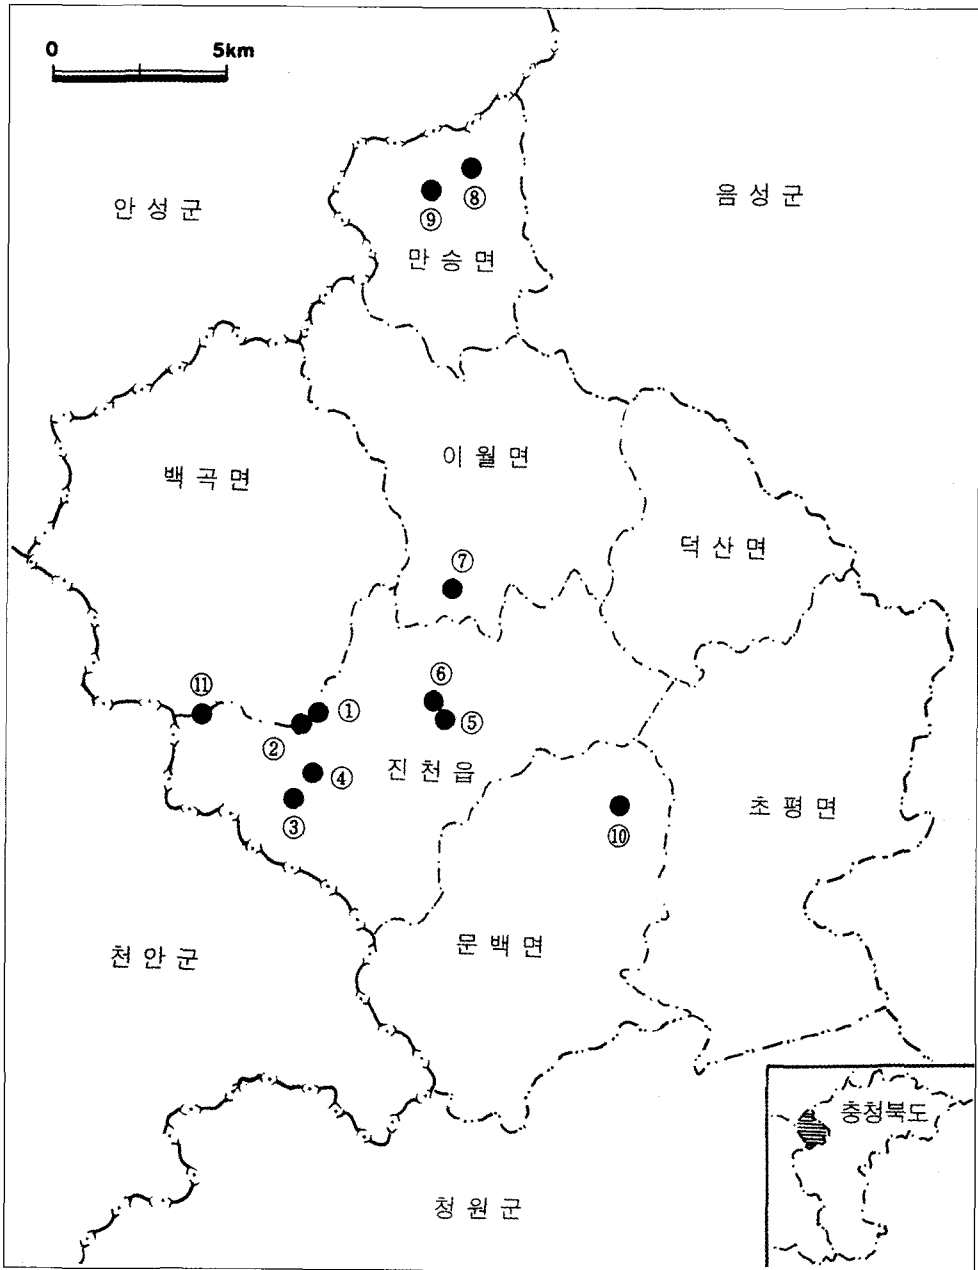 0 5km
안성군
음성군
⑧
⑨
만승면
백곡면
이월면
덕산면
⑦
⑪
⑥
①
⑤
②
④
진천읍
③
초평면
⑩
문백면
천안군
충청북도
청원군